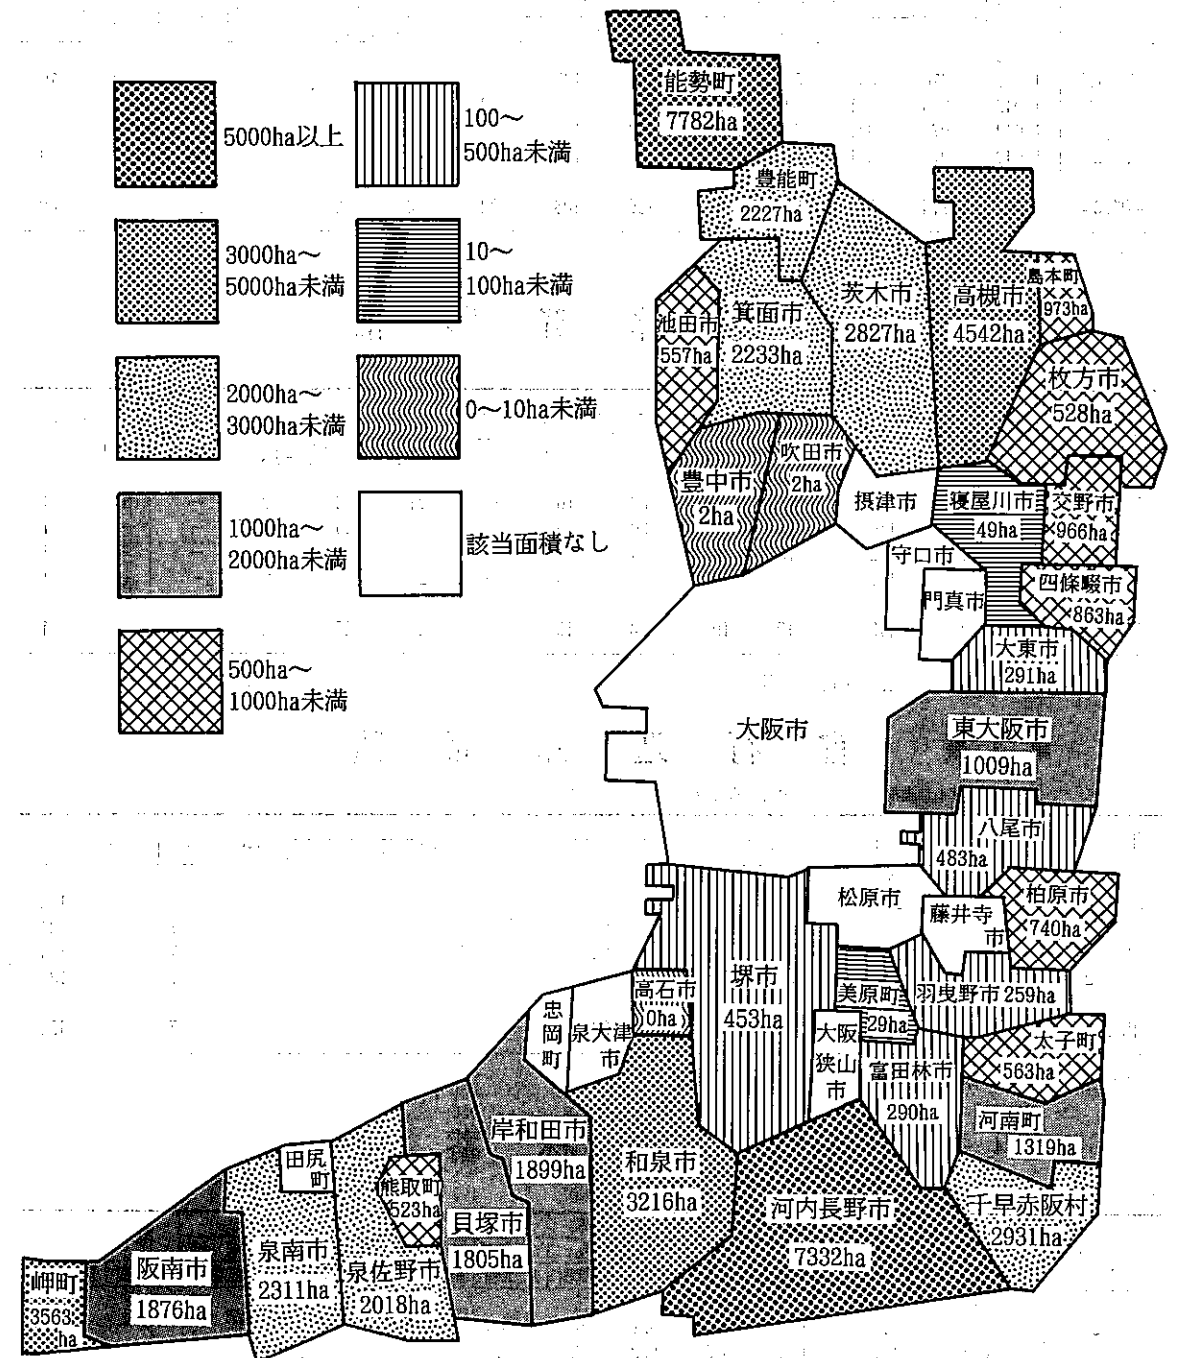 5000ha以上
100～
500ha未満
3000ha～
5000ha未満
10～
100ha未満
2000ha～
3000ha未満
0～10ha未満
1000ha～
2000ha未満
該当面積なし
500ha～
1000ha未満
能勢町
7782ha
豊能町
2227ha
茨木市
2827ha
高槻市
4542ha
島本町
973ha
池田市
557ha
箕面市
2233ha
枚方市
528ha
豊中市
2ha
吹田市
2ha
摂津市
寝屋川市
49ha
交野市
966ha
守口市
門真市
四條畷市
863ha
大東市
291ha
大阪市
東大阪市
1009ha
八尾市
483ha
松原市
藤井寺
市
柏原市
740ha
堺市
453ha
高石市
0ha
美原町
29ha
羽曳野市 259ha
忠
岡
町
泉大津
市
大阪
狭山
市
富田林市
290ha
太子町
563ha
河南町
1319ha
岸和田市
1899ha
和泉市
3216ha
河内長野市
7332ha
千早赤阪村
2931ha
田尻
町
熊取町
523ha
貝塚市
1805ha
泉南市
2311ha
泉佐野市
2018ha
阪南市
1876ha
岬町
3563
ha